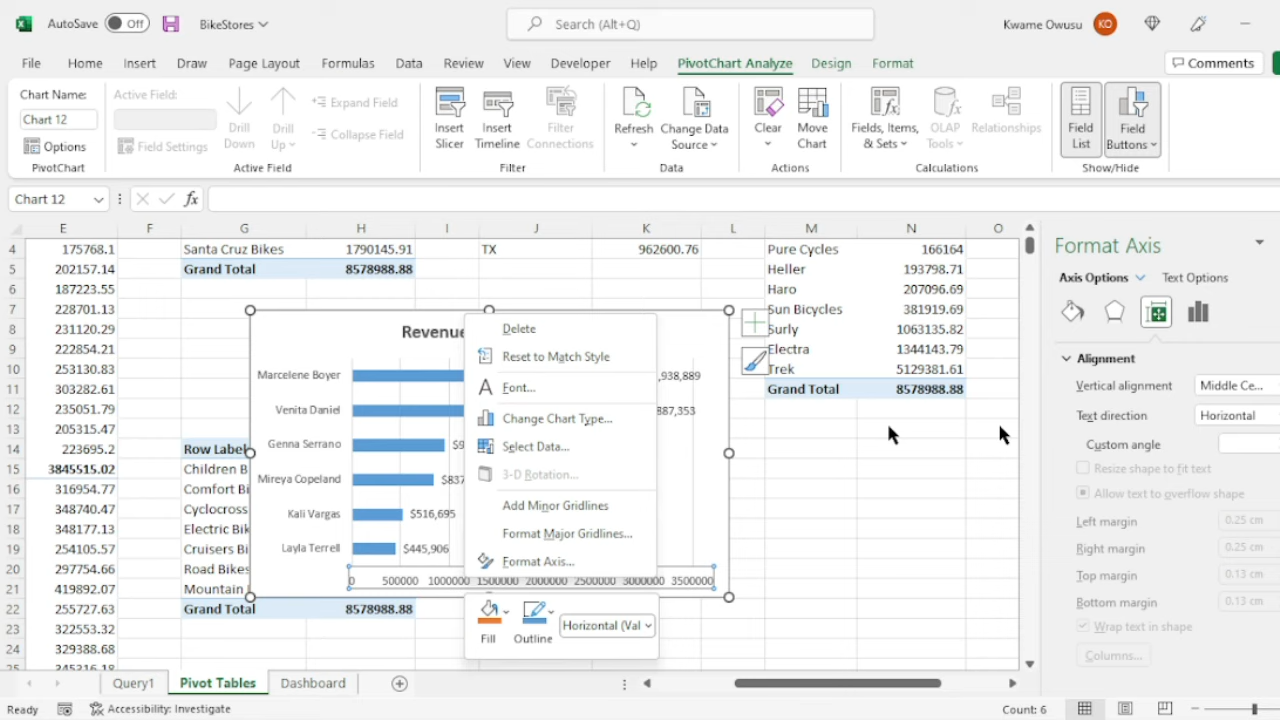 AutoSave Off BikeStores Search (Alt+Q) Kwame Owusu KO
File Home Insert Draw Page Layout Formulas Data Review View Developer Help PivotChart Analyze Design Format Comments
Chart Name: Active Field:
Chart 12
Options
Drill Down
Drill Up
Field Settings
Expand Field
Collapse Field
Insert Slicer
Insert Timeline
Filter Connections
Refresh
Change Data Source
Clear
Move Chart
Fields, Items, & Sets
OLAP Tools
Relationships
Field List
Field Buttons
PivotChart Active Field Filter Data Actions Calculations Show/Hide
Chart 12 fx
E F G H I J K L M N O
4 175768.1 Santa Cruz Bikes 1790145.91 TX 962600.76 Pure Cycles 166164
5 202157.14 Grand Total 8578988.88 Heller 193798.71
6 187223.55 Haro 207096.69
7 228701.13 Sun Bicycles 381919.69
8 231120.29 Revenue Surly 1063135.82
9 222854.21 Electra 1344143.79
10 253130.83 Marcelene Boyer ,938,889 Trek 5129381.61
11 303282.61 Grand Total 8578988.88
12 235051.79 Venita Daniel 887,353
13 205315.47
14 223695.2 Row Label Genna Serrano $9
15 3845515.02 Children B
16 316954.77 Comfort Bi Mireya Copeland $837
17 348740.47 Cyclocross
18 348177.13 Electric Bik Kali Vargas $516,695
19 254105.57 Cruisers Bi
20 297754.66 Road Bikes Layla Terrell $445,906
21 419892.07 Mountain 0 500000 1000000 1500000 2000000 2500000 3000000 3500000
22 255727.63 Grand Total 8578988.88
23 322553.32
24 329388.68
25 345316.18
Delete
Reset to Match Style
Font...
Change Chart Type...
Select Data...
3-D Rotation...
Add Minor Gridlines
Format Major Gridlines...
Format Axis...
Fill Outline Horizontal (Val
Format Axis
Axis Options Text Options
Alignment
Vertical alignment Middle Ce...
Text direction Horizontal
Custom angle
Resize shape to fit text
Allow text to overflow shape
Left margin 0.25 cm
Right margin 0.25 cm
Top margin 0.13 cm
Bottom margin 0.13 cm
Wrap text in shape
Columns...
Query1 Pivot Tables Dashboard
Ready Accessibility: Investigate Count: 6